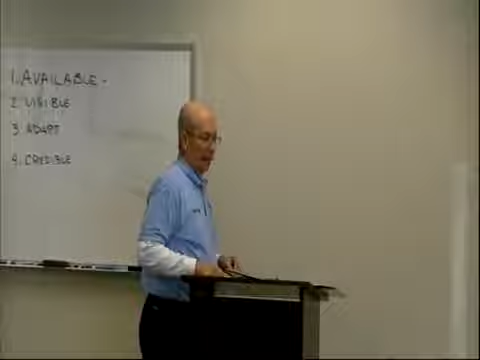 1. AVAILABLE -
2. VISIBLE
3. ADAPT
4. CREDIBLE